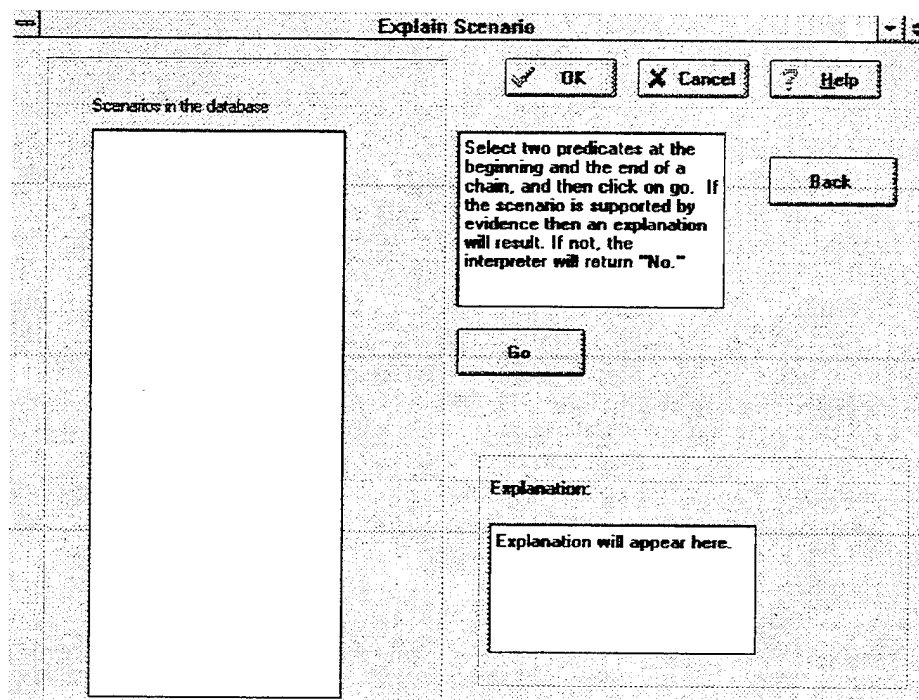 Explain Scenario
OK
Cancel
Help
Scenarios in the database
Select two predicates at the
beginning and the end of a
chain, and then click on go. If
the scenario is supported by
evidence then an explanation
will result. If not, the
interpreter will return "No."
Back
Go
Explanation:
Explanation will appear here.